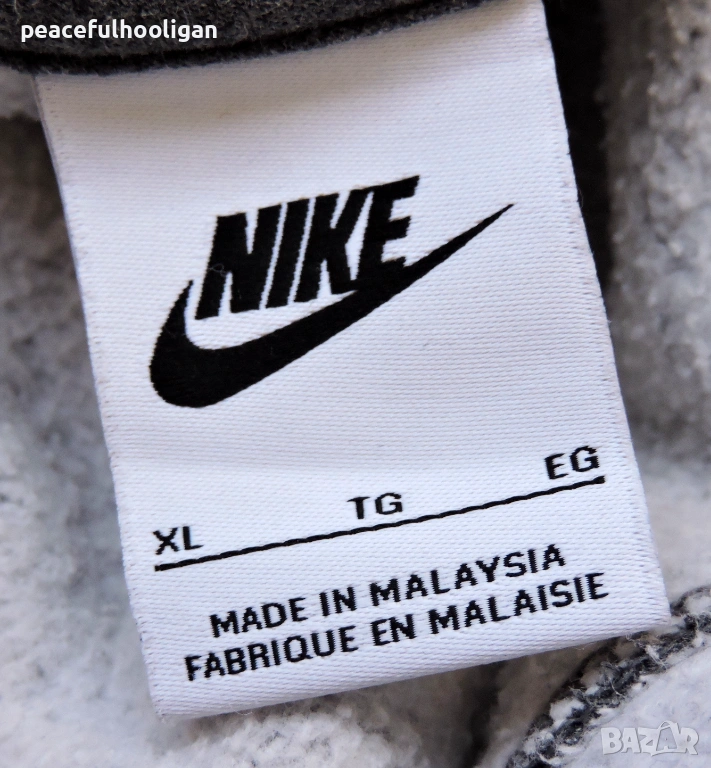 peacefulhooligan
NIKE
XL TG EG
MADE IN MALAYSIA
FABRIQUE EN MALAISIE
BAZAR